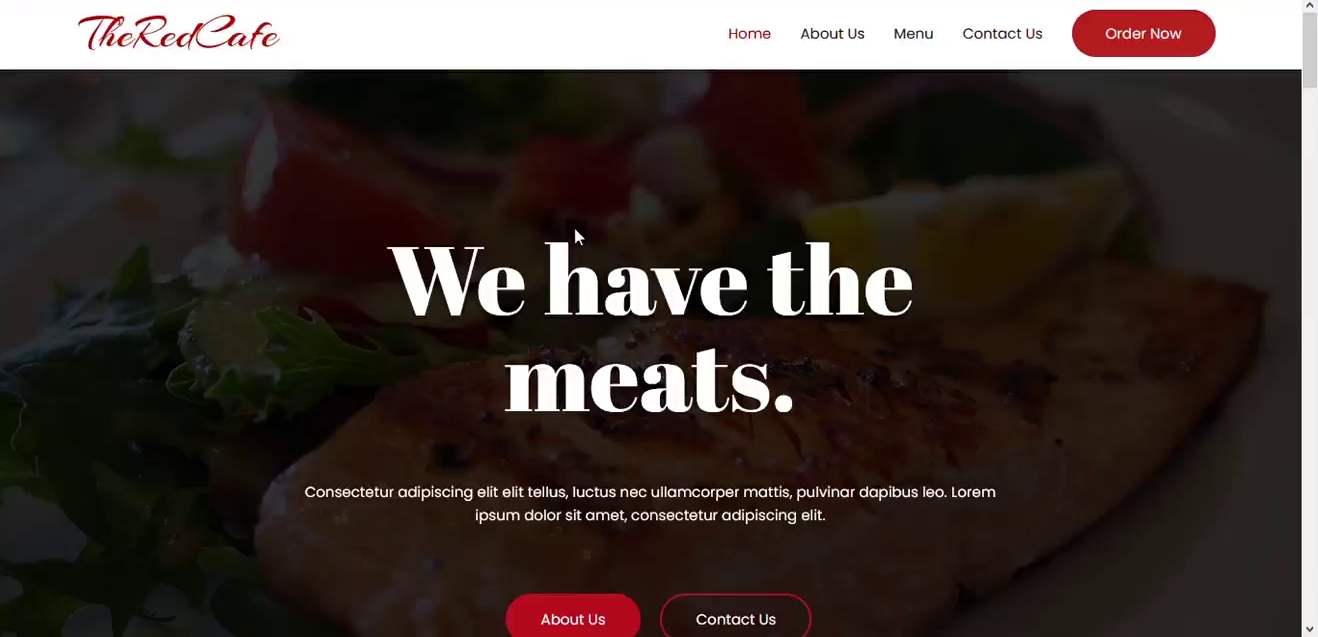 TheRedCafe
Home About Us Menu Contact Us Order Now
We have the
meats.
Consectetur adipiscing elit elit tellus, luctus nec ullamcorper mattis, pulvinar dapibus leo. Lorem
ipsum dolor sit amet, consectetur adipiscing elit.
About Us Contact Us